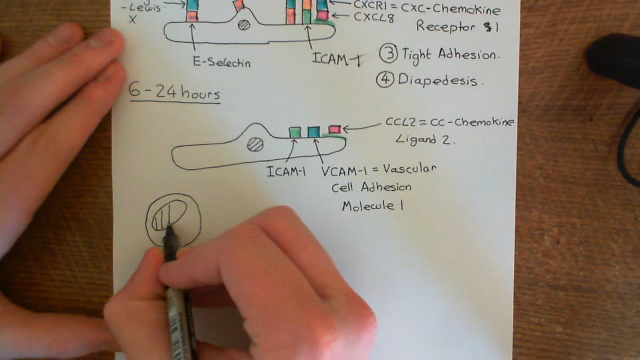 -Lewis
X
CXCR1 = CXC-Chemokine
Receptor 1
CXCL8
E-Selectin
ICAM-1
③ Tight Adhesion.
④ Diapedesis.
6-24 hours
CCL2 = CC-Chemokine
Ligand 2.
ICAM-1
VCAM-1 = Vascular
Cell Adhesion
Molecule 1